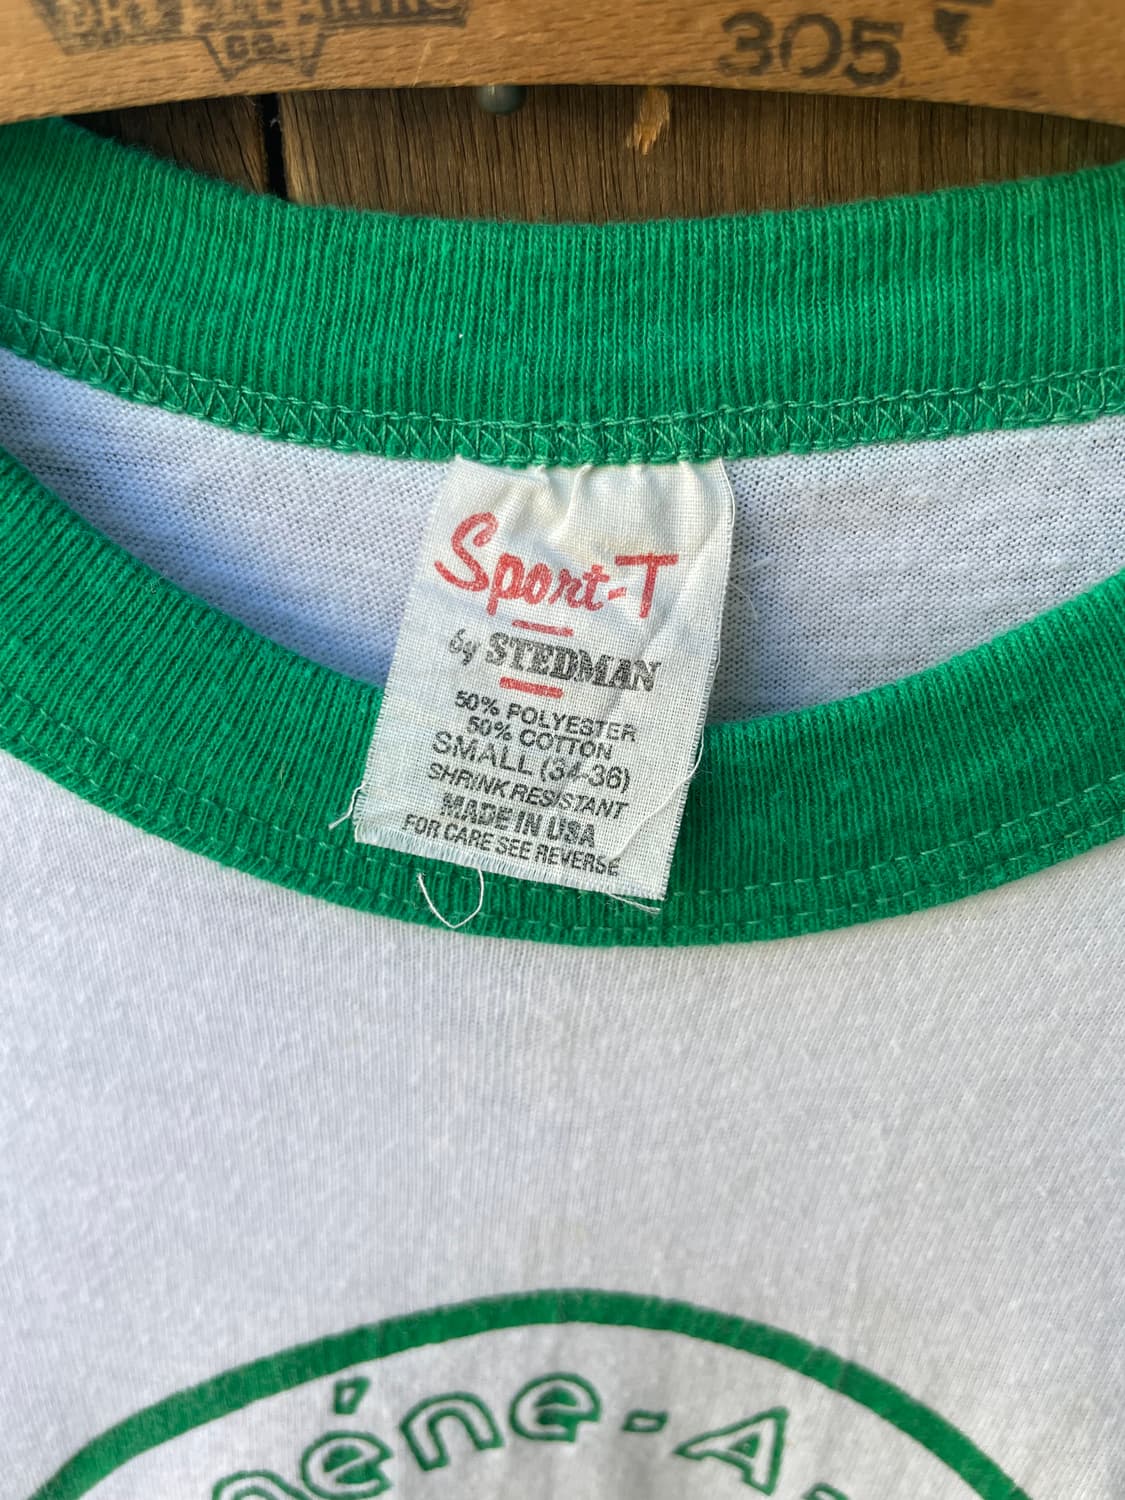 CO.
305
Sport-T
by STEDMAN
50% POLYESTER
50% COTTON
SMALL (34-36)
SHRINK RESISTANT
MADE IN USA
FOR CARE SEE REVERSE